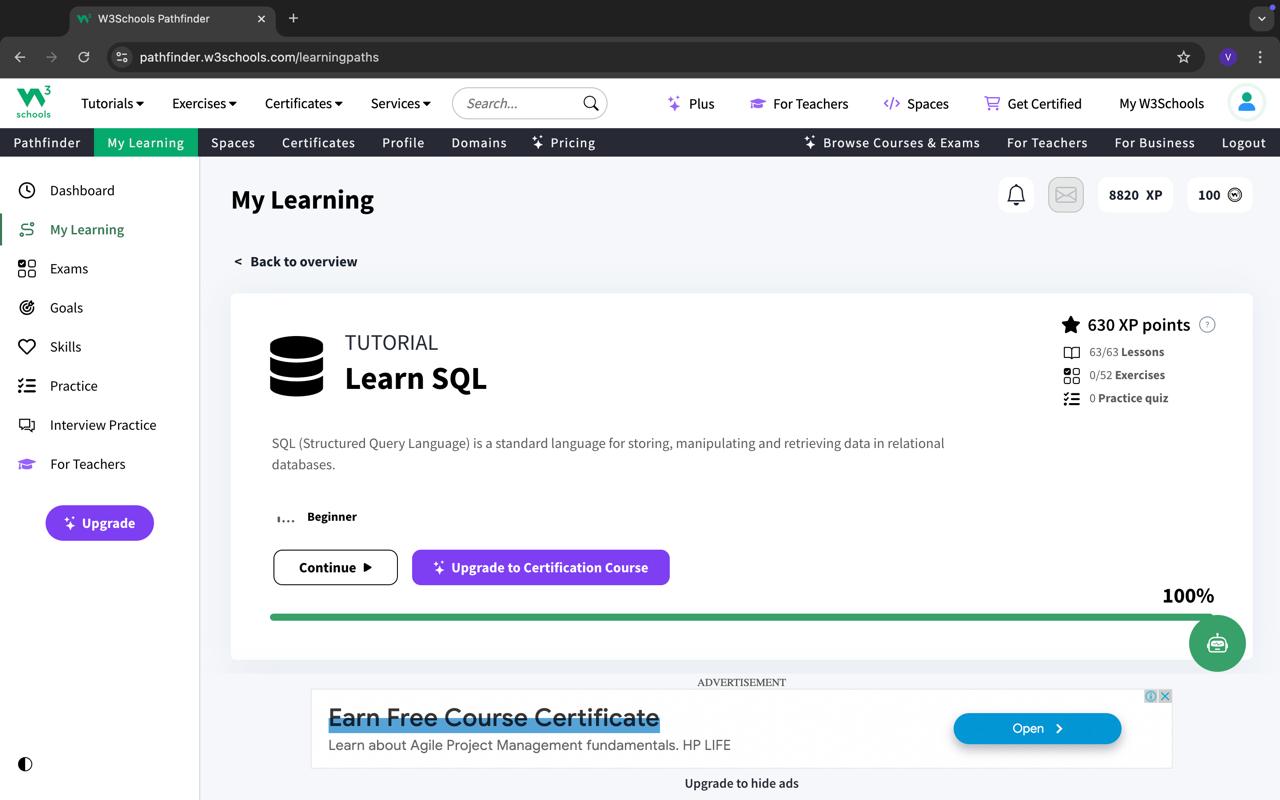 W3Schools Pathfinder
pathfinder.w3schools.com/learningpaths
V
3
schools
Tutorials
Exercises
Certificates
Services
Search...
Plus
For Teachers
Spaces
Get Certified
My W3Schools
Pathfinder
My Learning
Spaces
Certificates
Profile
Domains
Pricing
Browse Courses & Exams
For Teachers
For Business
Logout
Dashboard
My Learning
Exams
Goals
Skills
Practice
Interview Practice
For Teachers
Upgrade
My Learning
8820 XP
100
< Back to overview
TUTORIAL
Learn SQL
630 XP points ?
63/63 Lessons
0/52 Exercises
0 Practice quiz
SQL (Structured Query Language) is a standard language for storing, manipulating and retrieving data in relational
databases.
Beginner
Continue
Upgrade to Certification Course
100%
ADVERTISEMENT
Earn Free Course Certificate
Learn about Agile Project Management fundamentals. HP LIFE
Open
Upgrade to hide ads